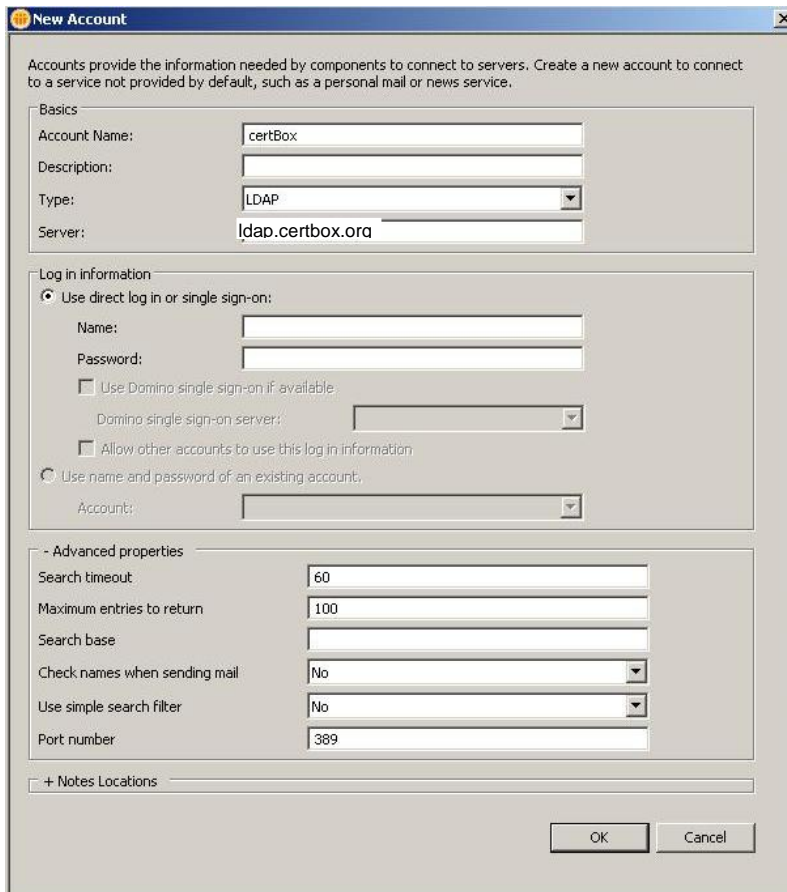 New Account
Accounts provide the information needed by components to connect to servers. Create a new account to connect
to a service not provided by default, such as a personal mail or news service.
Basics
Account Name: certBox
Description:
Type: LDAP
Server: ldap.certbox.org
Log in information
Use direct log in or single sign-on:
Name:
Password:
Use Domino single sign-on if available
Domino single sign-on server:
Allow other accounts to use this log in information
Use name and password of an existing account.
Account:
- Advanced properties
Search timeout 60
Maximum entries to return 100
Search base
Check names when sending mail No
Use simple search filter No
Port number 389
+ Notes Locations
OK Cancel